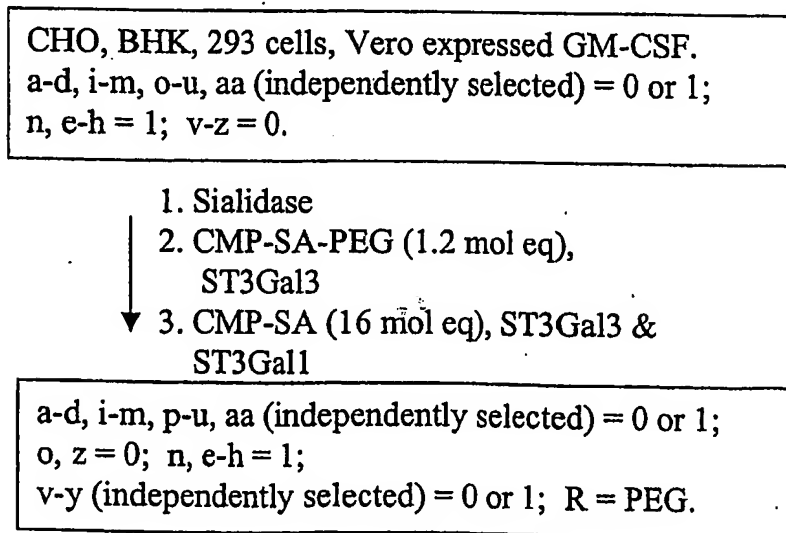 CHO, BHK, 293 cells, Vero expressed GM-CSF.
a-d, i-m, o-u, aa (independently selected) = 0 or 1;
n, e-h = 1; v-z = 0.
1. Sialidase
2. CMP-SA-PEG (1.2 mol eq),
ST3Gal3
3. CMP-SA (16 mol eq), ST3Gal3 &
ST3Gal1
a-d, i-m, p-u, aa (independently selected) = 0 or 1;
o, z = 0; n, e-h = 1;
v-y (independently selected) = 0 or 1; R = PEG.